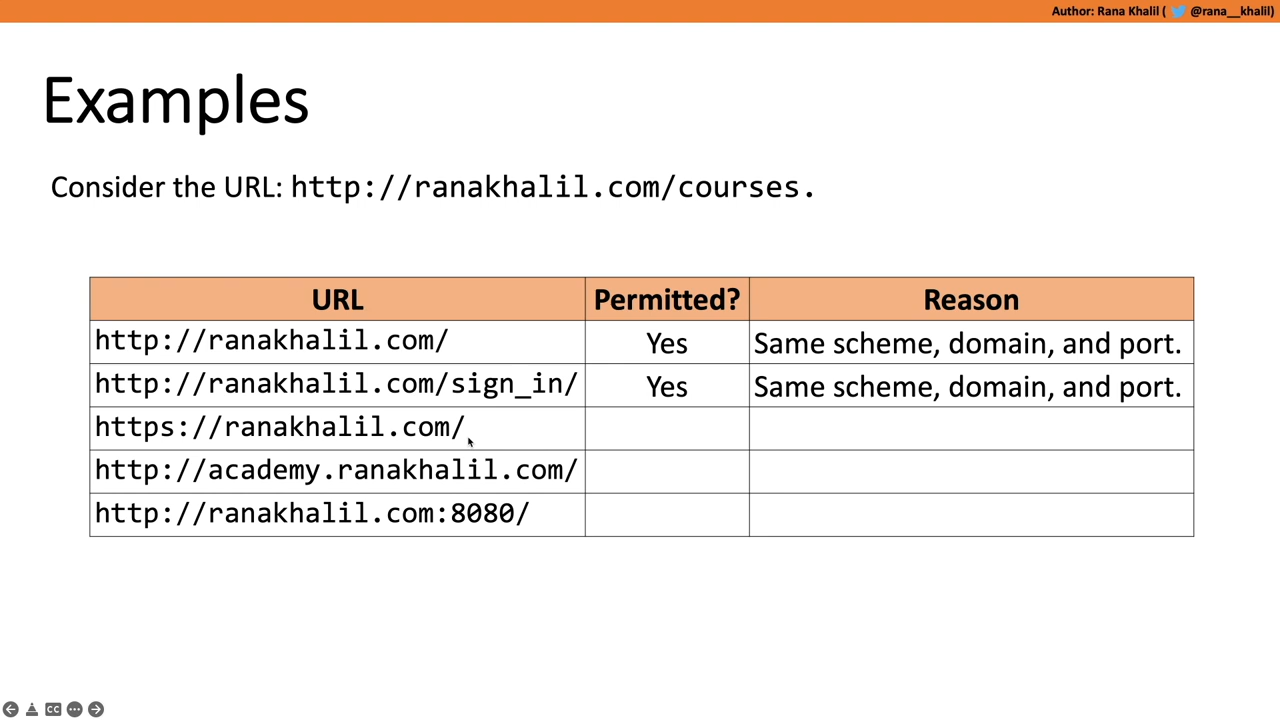 Author: Rana Khalil ( @rana__khalil)
Examples
Consider the URL: http://ranakhalil.com/courses.
URL Permitted? Reason
http://ranakhalil.com/ Yes Same scheme, domain, and port.
http://ranakhalil.com/sign_in/ Yes Same scheme, domain, and port.
https://ranakhalil.com/
http://academy.ranakhalil.com/
http://ranakhalil.com:8080/
CC